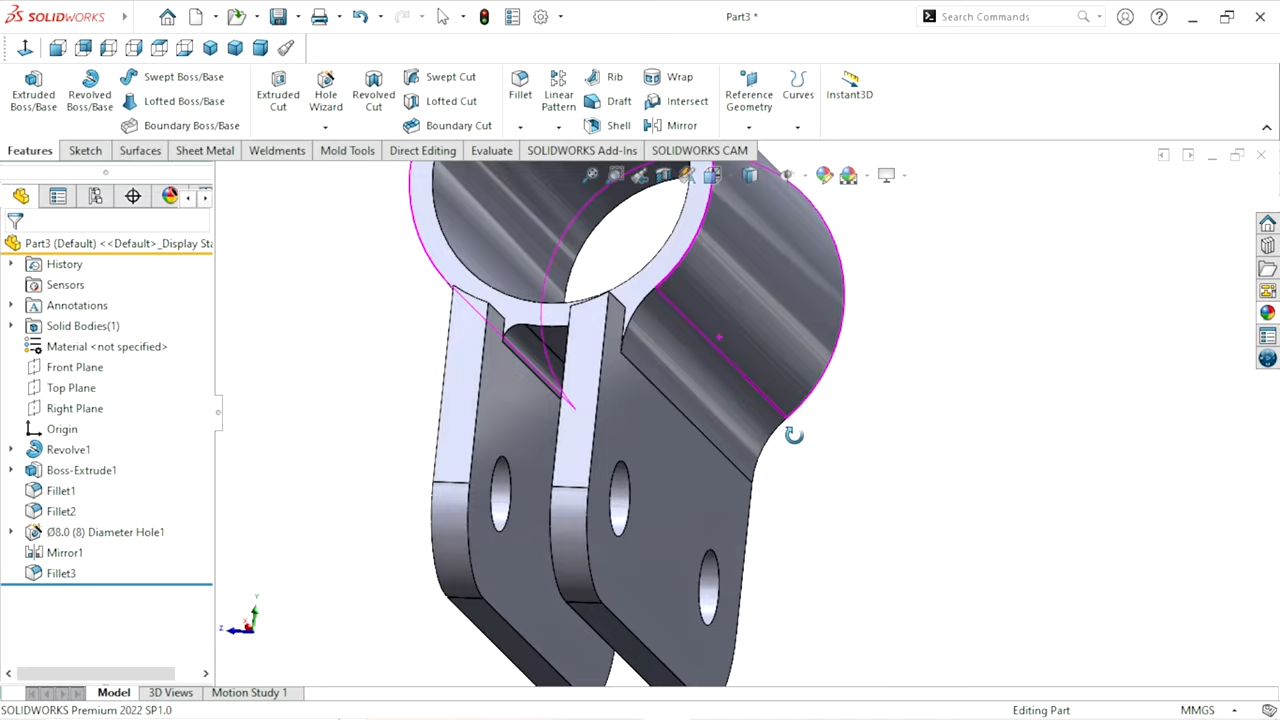 SOLIDWORKS
Part3 *
Search Commands
Extruded Boss/Base
Revolved Boss/Base
Swept Boss/Base
Lofted Boss/Base
Boundary Boss/Base
Extruded Cut
Hole Wizard
Revolved Cut
Swept Cut
Lofted Cut
Boundary Cut
Fillet
Linear Pattern
Rib
Draft
Shell
Wrap
Intersect
Mirror
Reference Geometry
Curves
Instant3D
Features Sketch Surfaces Sheet Metal Weldments Mold Tools Direct Editing Evaluate SOLIDWORKS Add-Ins SOLIDWORKS CAM
Part3 (Default) <<Default>_Display Sta
History
Sensors
Annotations
Solid Bodies(1)
Material <not specified>
Front Plane
Top Plane
Right Plane
Origin
Revolve1
Boss-Extrude1
Fillet1
Fillet2
Ø8.0 (8) Diameter Hole1
Mirror1
Fillet3
Y
Z
X
Model 3D Views Motion Study 1
SOLIDWORKS Premium 2022 SP1.0
Editing Part
MMGS